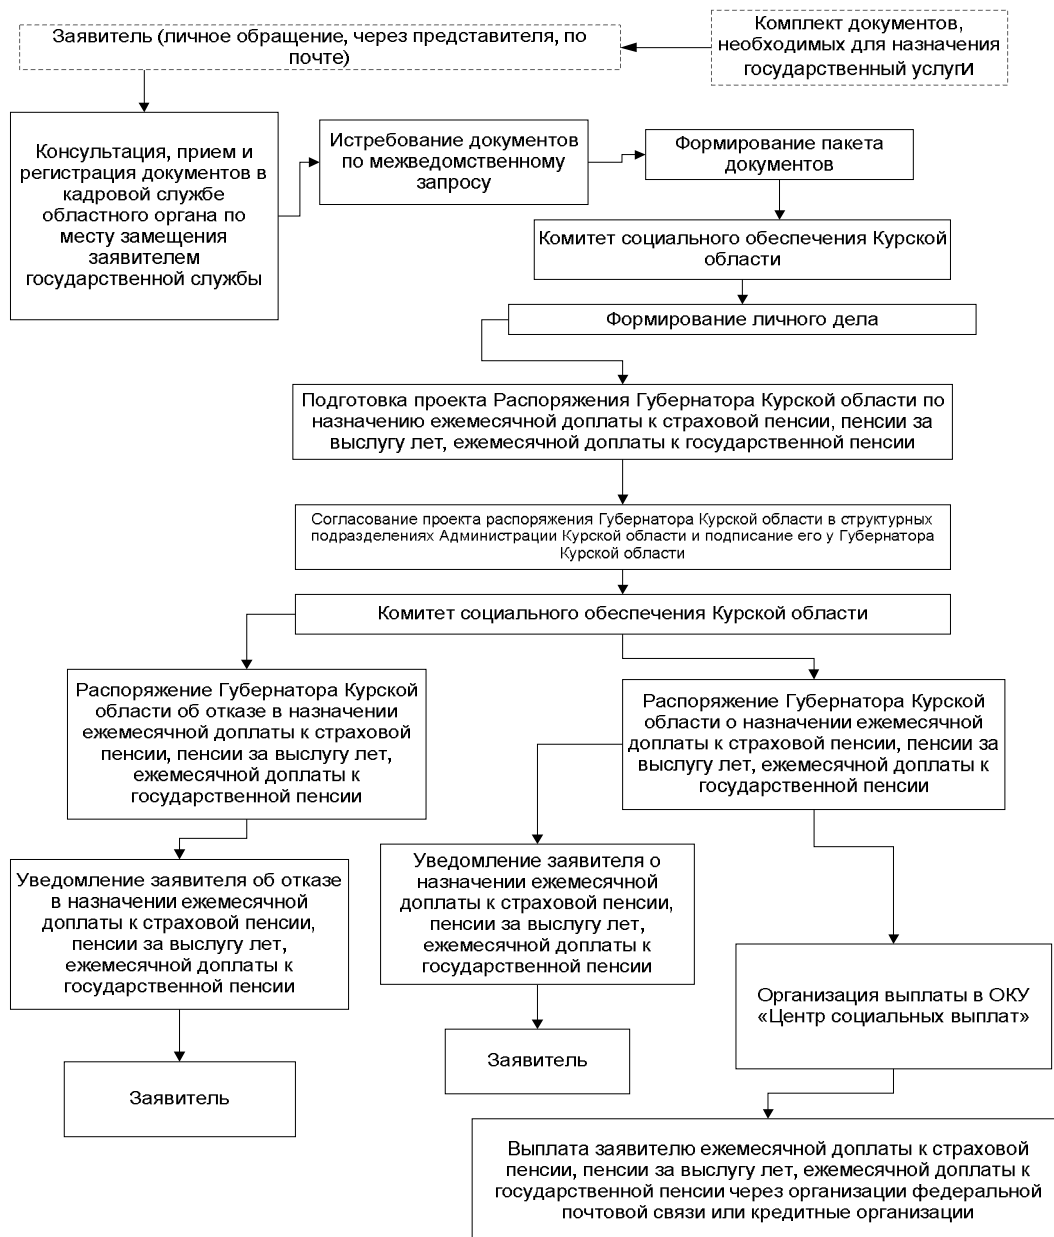 Заявитель (личное обращение, через представителя, по
почте)
Комплект документов,
необходимых для назначения
государственный услуги
Консультация, прием и
регистрация документов в
кадровой службе
областного органа по
месту замещения
заявителем
государственной службы
Истребование документов
по межведомственному
запросу
Формирование пакета
документов
Комитет социального обеспечения Курской
области
Формирование личного дела
Подготовка проекта Распоряжения Губернатора Курской области по
назначению ежемесячной доплаты к страховой пенсии, пенсии за
выслугу лет, ежемесячной доплаты к государственной пенсии
Согласование проекта распоряжения Губернатора Курской области в структурных
подразделениях Администрации Курской области и подписание его у Губернатора
Курской области
Комитет социального обеспечения Курской области
Распоряжение Губернатора Курской
области об отказе в назначении
ежемесячной доплаты к страховой
пенсии, пенсии за выслугу лет,
ежемесячной доплаты к
государственной пенсии
Распоряжение Губернатора Курской
области о назначении ежемесячной
доплаты к страховой пенсии, пенсии за
выслугу лет, ежемесячной доплаты к
государственной пенсии
Уведомление заявителя об отказе
в назначении ежемесячной
доплаты к страховой пенсии,
пенсии за выслугу лет,
ежемесячной доплаты к
государственной пенсии
Уведомление заявителя о
назначении ежемесячной
доплаты к страховой пенсии,
пенсии за выслугу лет,
ежемесячной доплаты к
государственной пенсии
Организация выплаты в ОКУ
«Центр социальных выплат»
Заявитель
Заявитель
Выплата заявителю ежемесячной доплаты к страховой
пенсии, пенсии за выслугу лет, ежемесячной доплаты к
государственной пенсии через организации федеральной
почтовой связи или кредитные организации